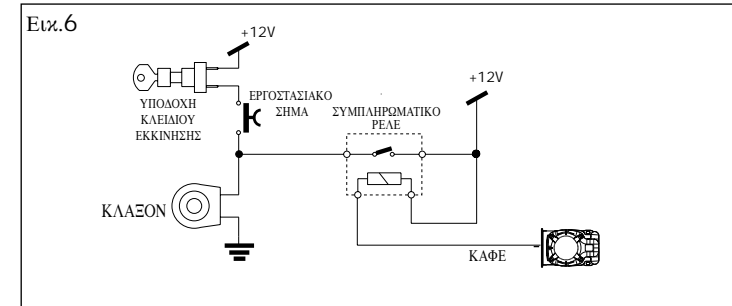 Εικ.6
+12V
ΥΠΟΔΟΧΗ
ΚΛΕΙΔΙΟΥ
ΕΚΚΙΝΗΣΗΣ
ΕΡΓΟΣΤΑΣΙΑΚΟ
ΣΗΜΑ
ΣΥΜΠΛΗΡΩΜΑΤΙΚΟ
ΡΕΛΕ
+12V
ΚΛΑΞΟΝ
ΚΑΦΕ